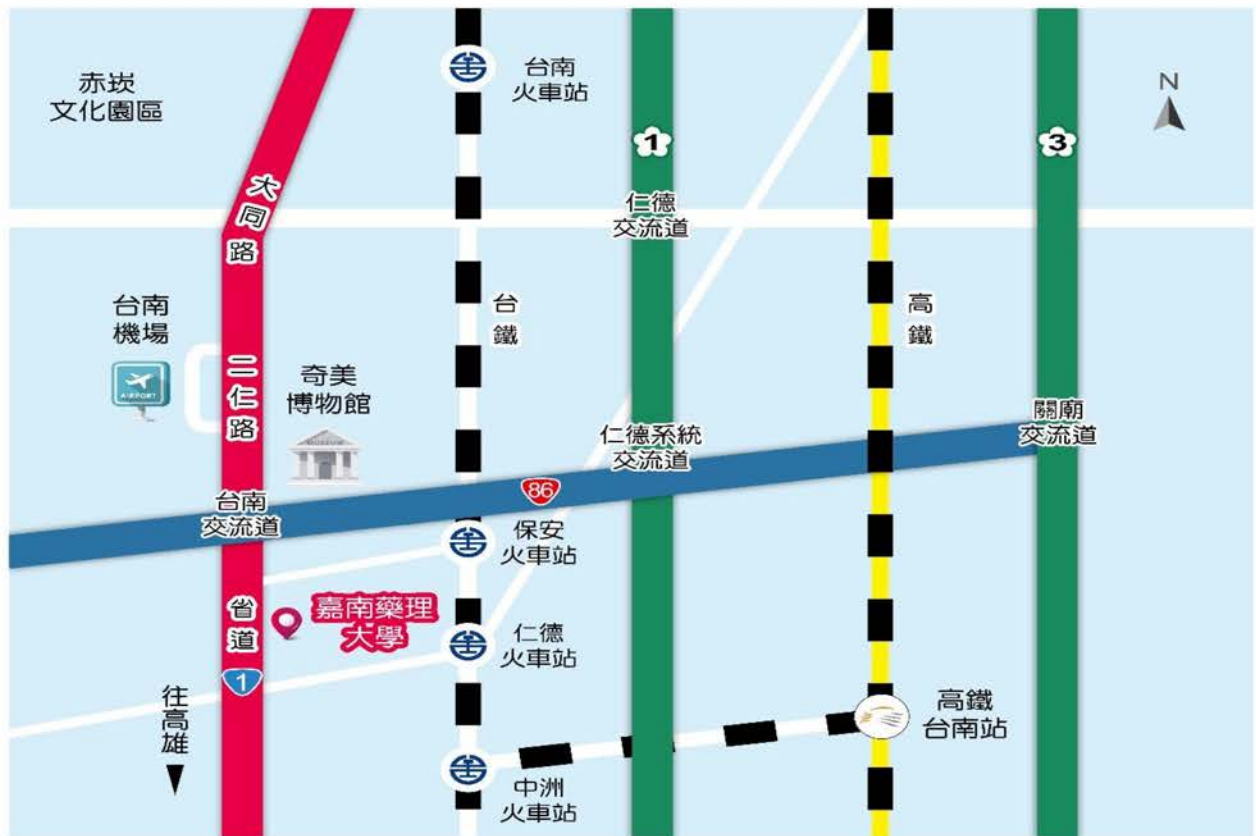 赤崁
文化園區
台南
火車站
N
1
3
大同路
仁德
交流道
台南
機場
AIRPORT
二仁路
奇美
博物館
MUSEUM
台鐵
高鐵
仁德系統
交流道
關廟
交流道
台南
交流道
86
保安
火車站
省道
1
嘉南藥理
大學
仁德
火車站
往高雄
高鐵
台南站
中洲
火車站